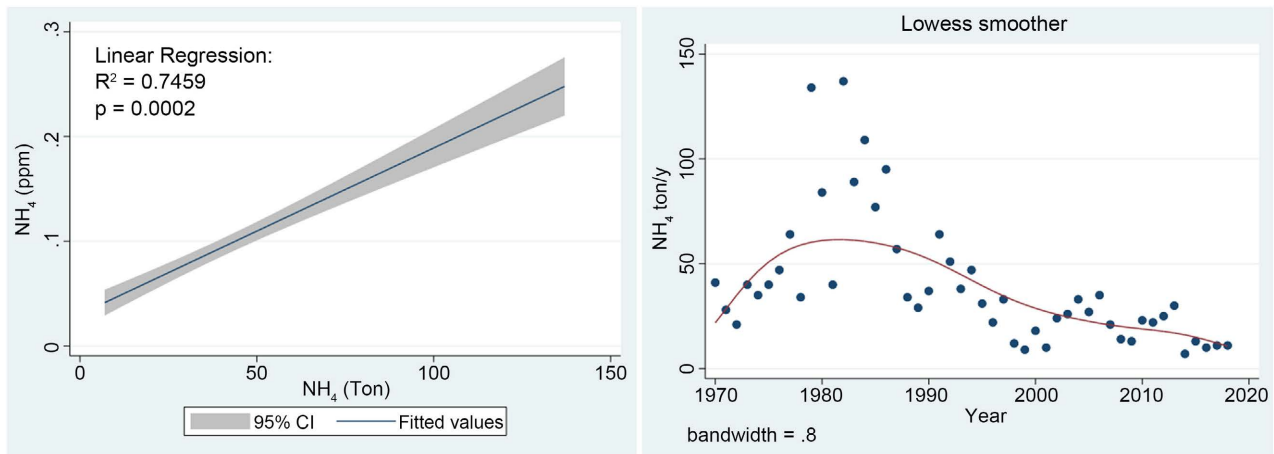 Linear Regression:
R² = 0.7459
p = 0.0002
NH₄ (ppm)
.3
.2
.1
0
0 50 100 150
NH₄ (Ton)
95% CI Fitted values
Lowess smoother
NH₄ ton/y
150
100
50
0
1970 1980 1990 2000 2010 2020
Year
bandwidth = .8